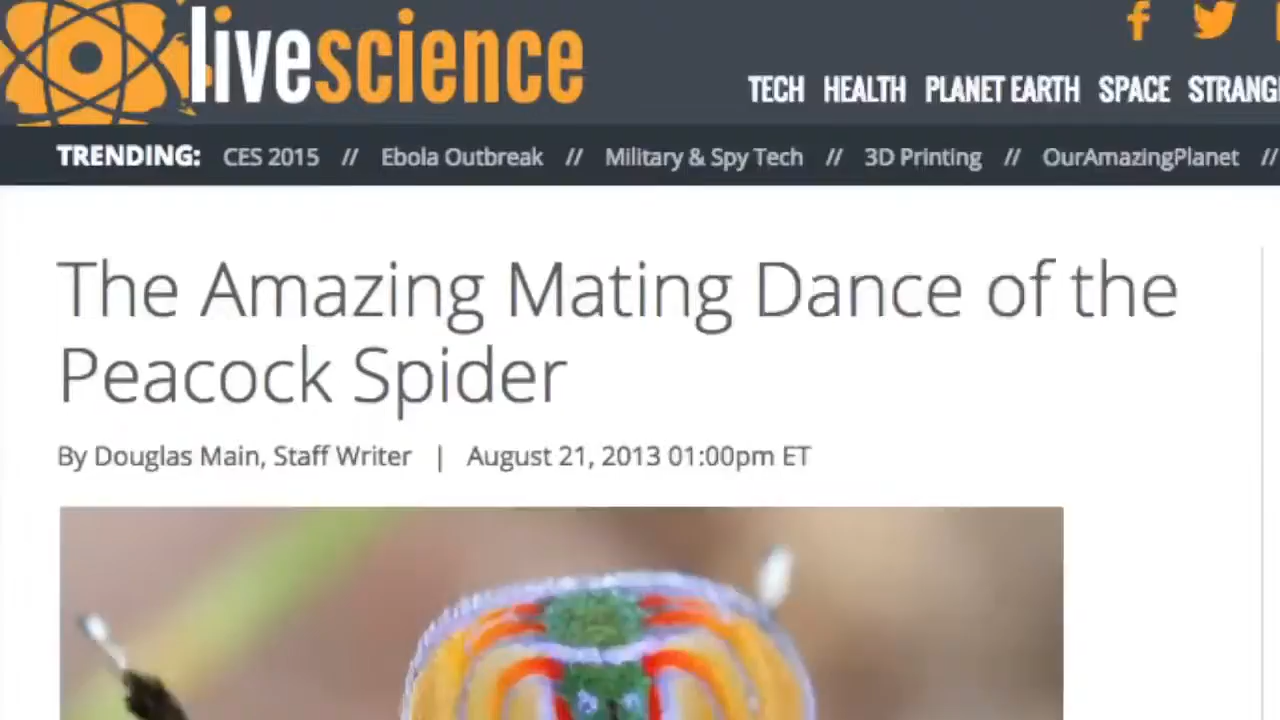 livescience
TECH HEALTH PLANET EARTH SPACE STRANG
TRENDING: CES 2015 // Ebola Outbreak // Military & Spy Tech // 3D Printing // OurAmazingPlanet //
The Amazing Mating Dance of the
Peacock Spider
By Douglas Main, Staff Writer | August 21, 2013 01:00pm ET